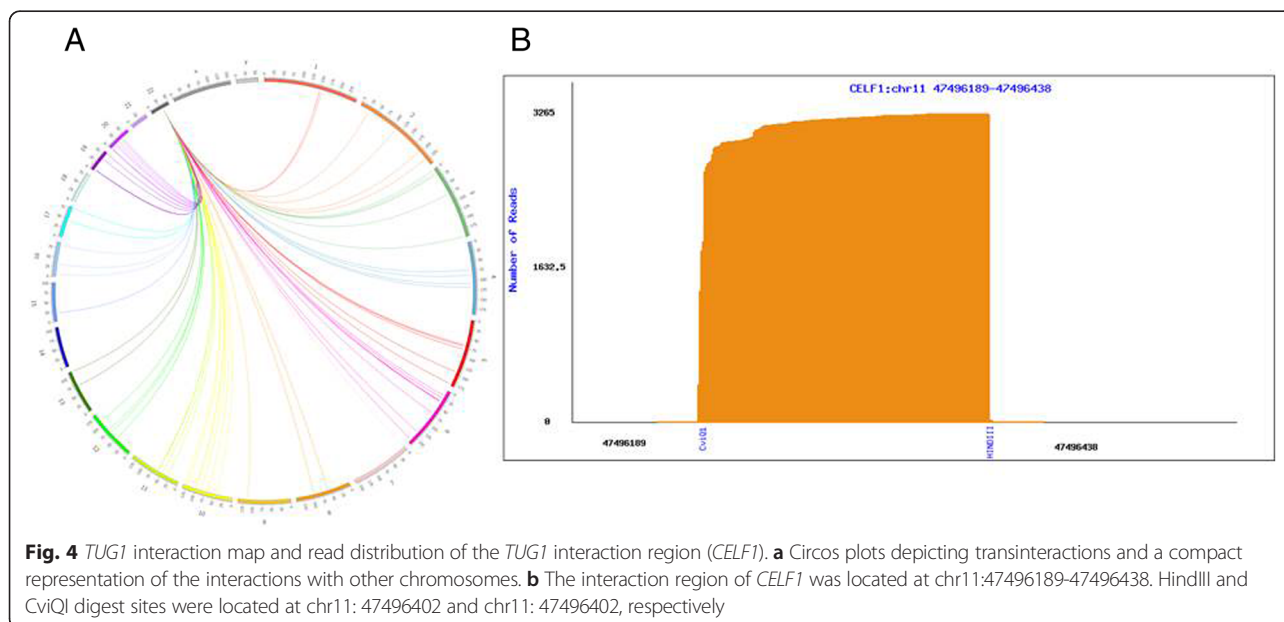 A
B
CELF1:chr11 47496189-47496438
3265
Number of Reads
1632.5
0
47496189
CviQ1
HINDIII
47496438
Fig. 4 TUG1 interaction map and read distribution of the TUG1 interaction region (CELF1). a Circos plots depicting transinteractions and a compact
representation of the interactions with other chromosomes. b The interaction region of CELF1 was located at chr11:47496189-47496438. HindIII and
CviQI digest sites were located at chr11: 47496402 and chr11: 47496402, respectively